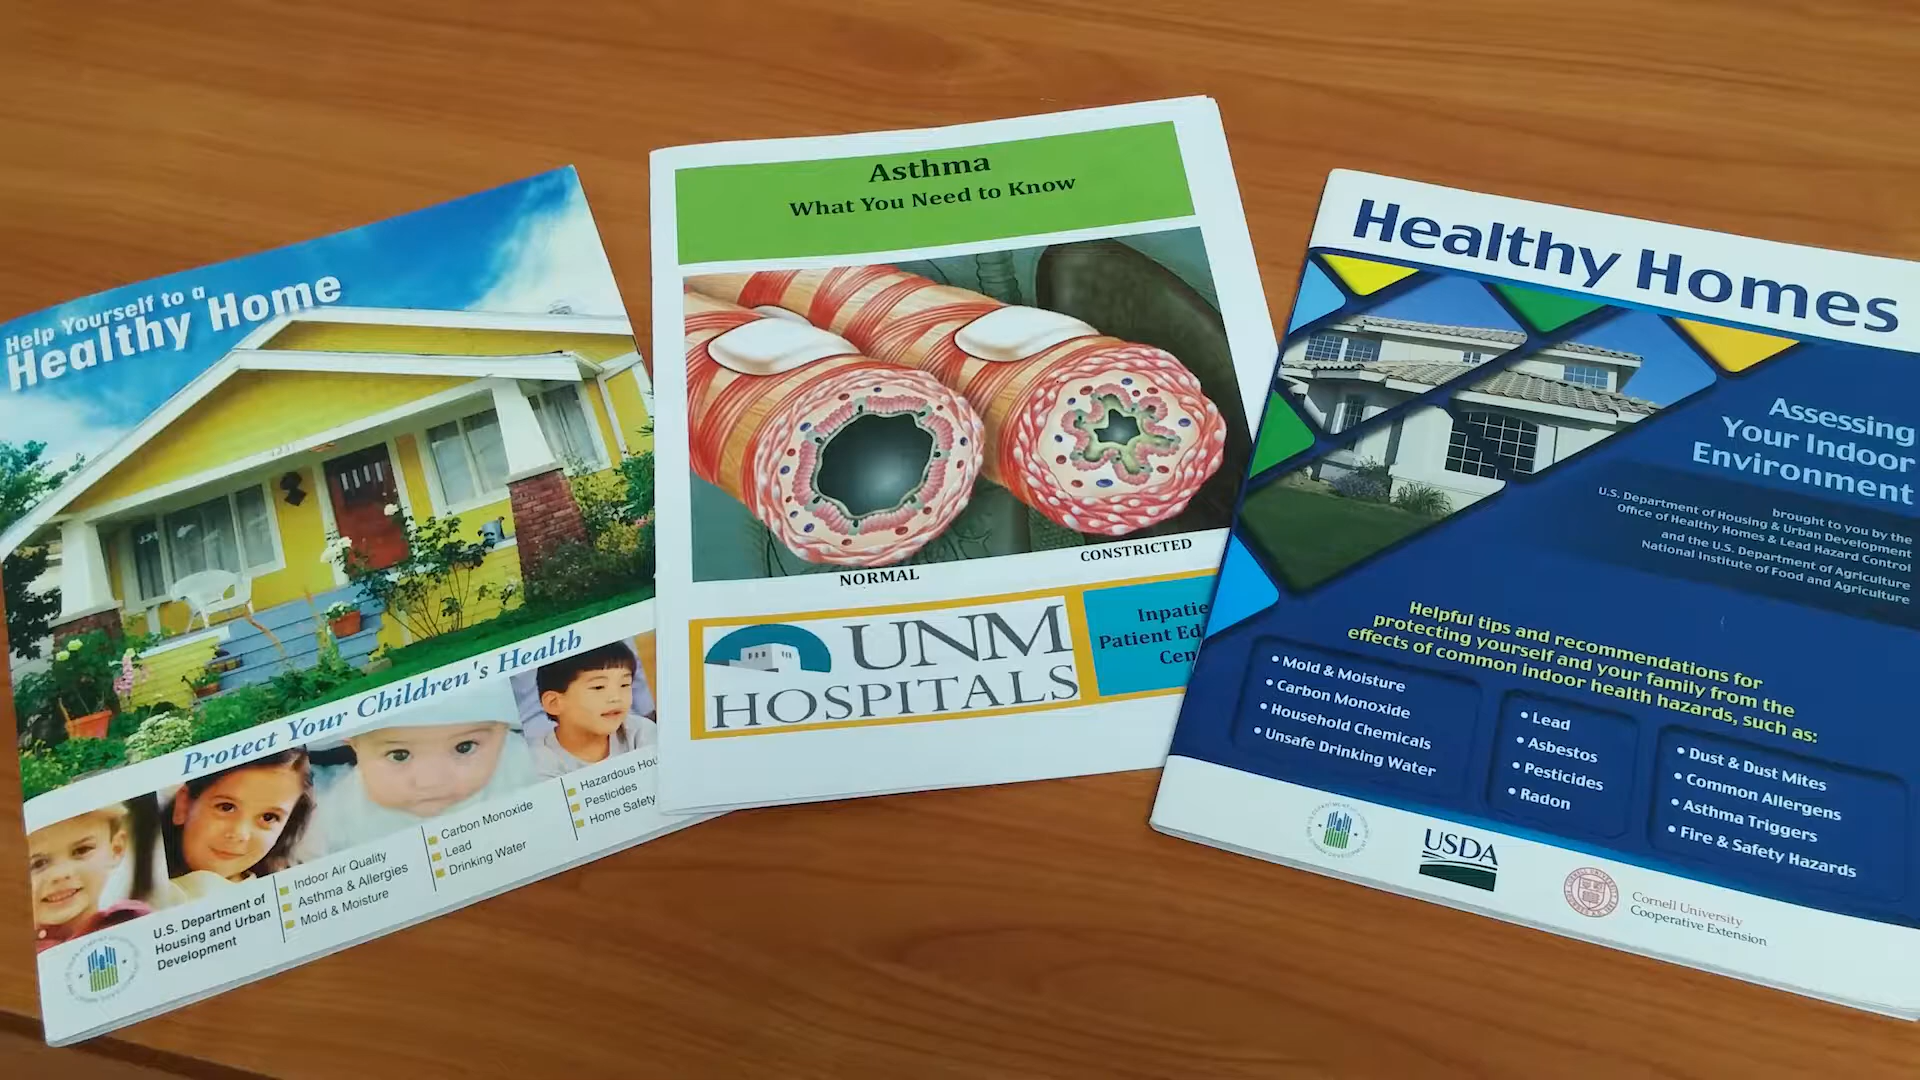 Help Yourself to a
Healthy Home
Protect Your Children's Health
U.S. Department of
Housing and Urban
Development
Indoor Air Quality
Asthma & Allergies
Mold & Moisture
Carbon Monoxide
Lead
Drinking Water
Hazardous
Pesticides
Home Safety
Asthma
What You Need to Know
NORMAL
CONSTRICTED
UNM
HOSPITALS
Patient
Healthy Homes
Assessing
Your Indoor
Environment
brought to you by the
U.S. Department of Housing & Urban Development
Office of Healthy Homes & Lead Hazard Control
and the U.S. Department of Agriculture
National Institute of Food and Agriculture
Helpful tips and recommendations for
protecting yourself and your family from the
effects of common indoor health hazards, such as:
• Mold & Moisture
• Carbon Monoxide
• Household Chemicals
• Unsafe Drinking Water
• Lead
• Asbestos
• Pesticides
• Radon
• Dust & Dust Mites
• Common Allergens
• Asthma Triggers
• Fire & Safety Hazards
USDA
Cornell University
Cooperative Extension